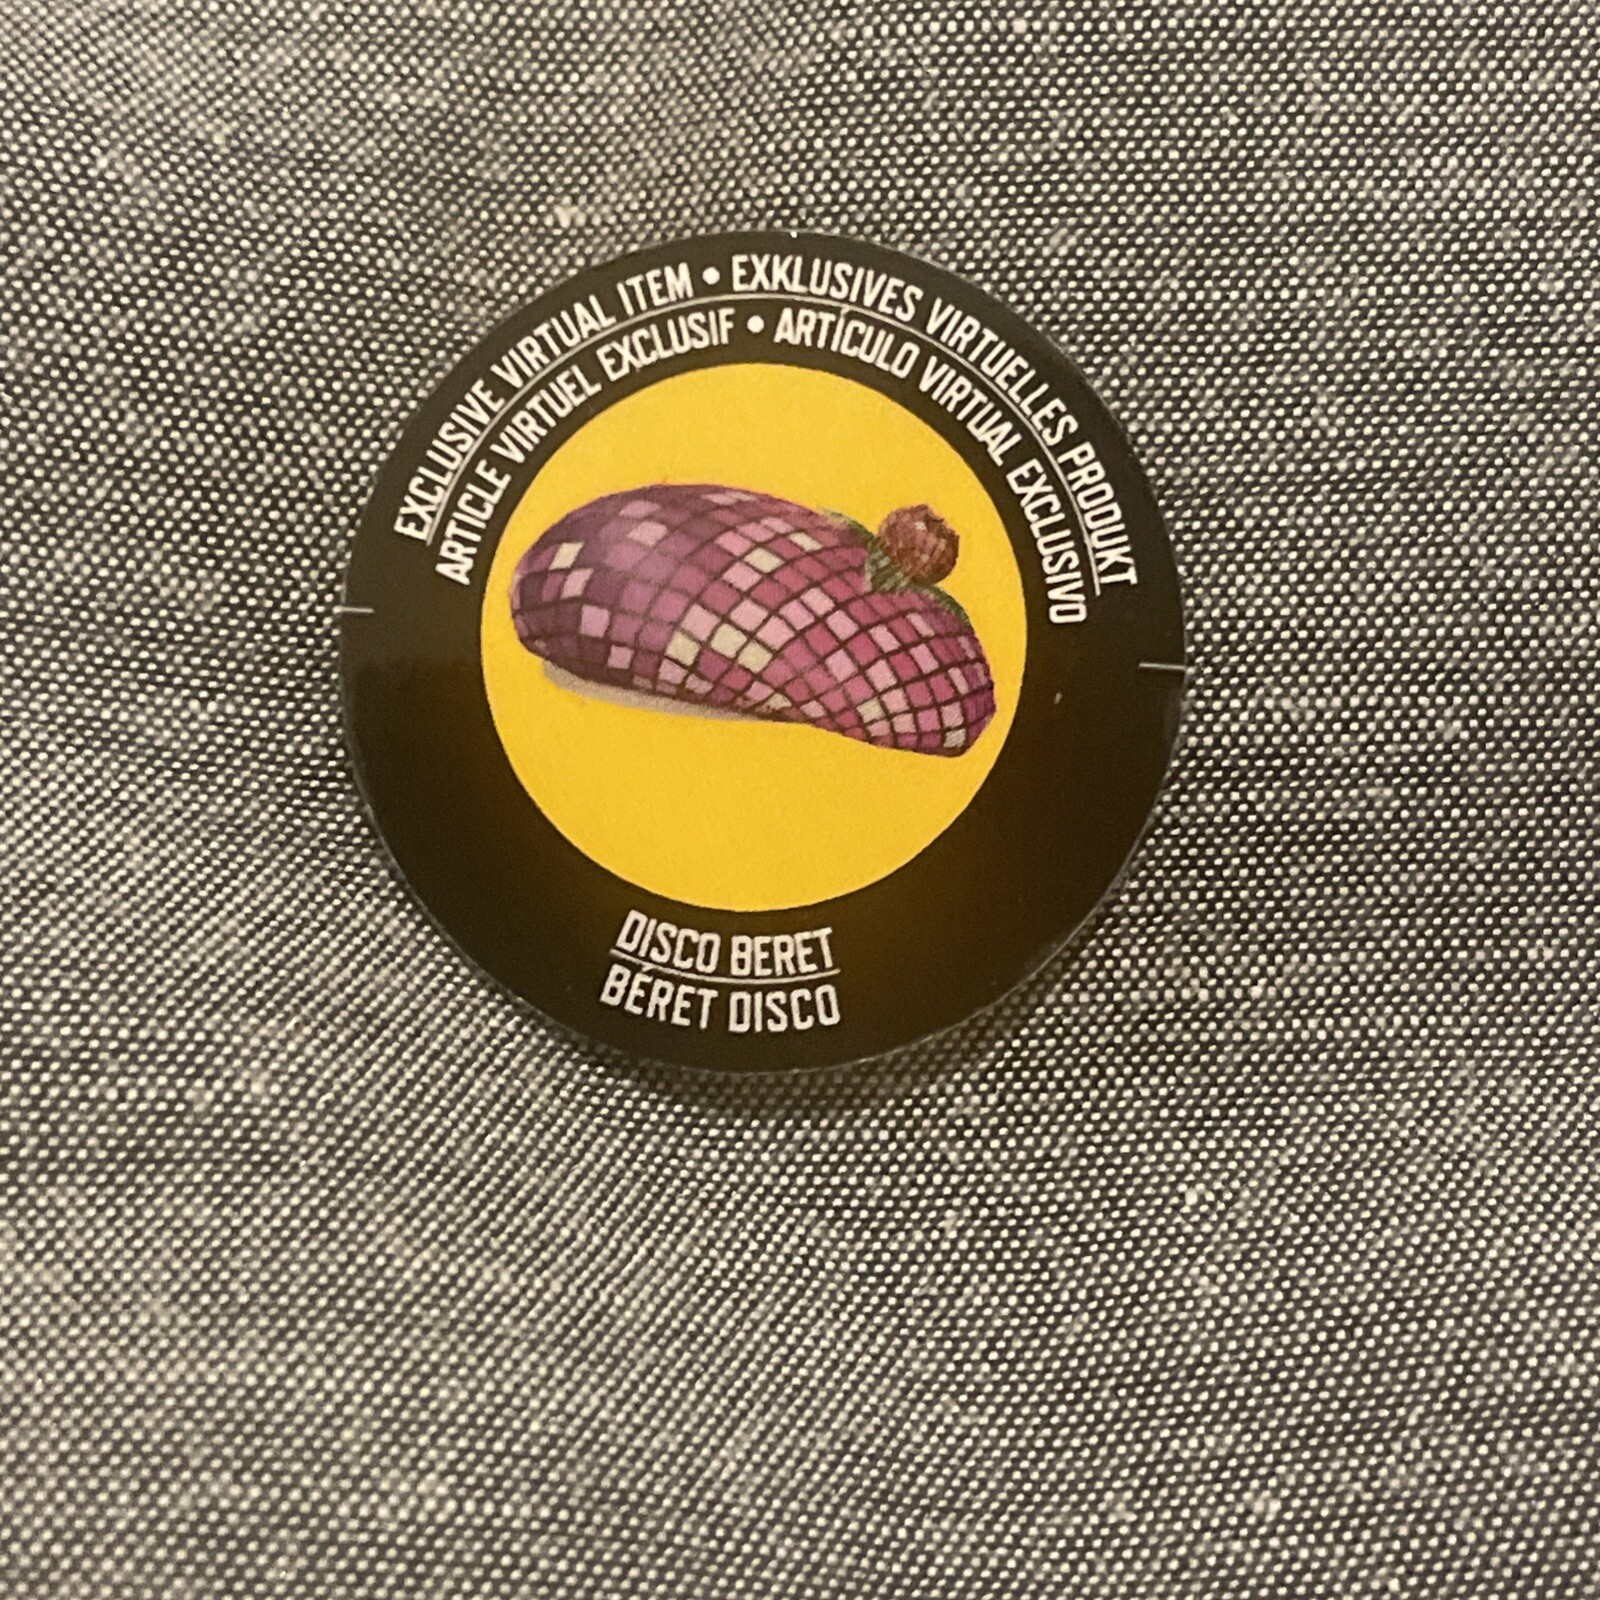 EXCLUSIVE VIRTUAL ITEM • EXKLUSIVES VIRTUELLES PRODUKT
ARTICLE VIRTUEL EXCLUSIF • ARTÍCULO VIRTUAL EXCLUSIVO
DISCO BERET
BÉRET DISCO